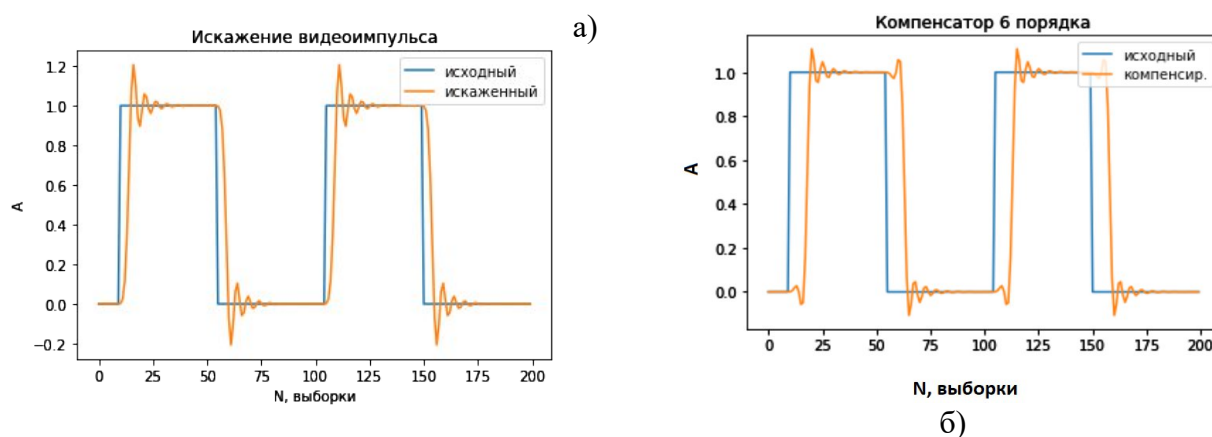 Искажение видеоимпульса
а)
исходный
искаженный
A
1.2
1.0
0.8
0.6
0.4
0.2
0.0
−0.2
0
25
50
75
100
125
150
175
200
N, выборки
Компенсатор 6 порядка
исходный
компенсир.
A
1.0
0.8
0.6
0.4
0.2
0.0
0
25
50
75
100
125
150
175
200
N, выборки
б)